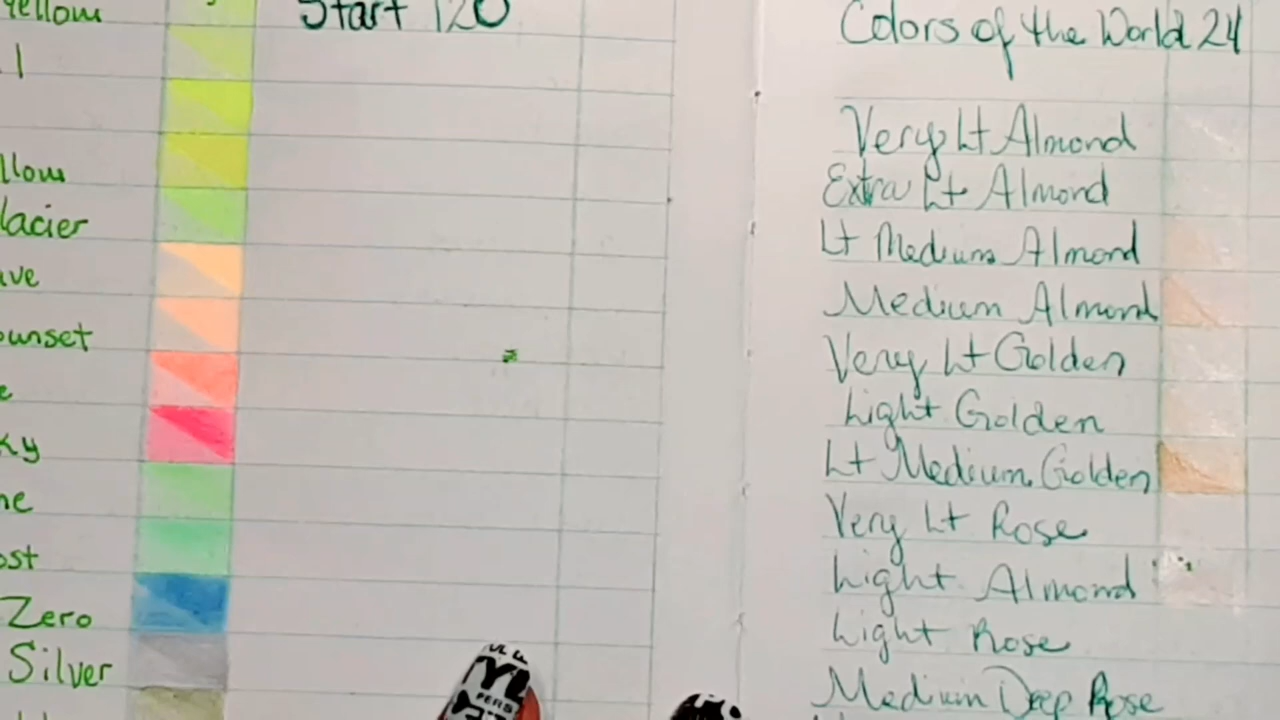 Yellow
Start 120
1
llow
lacier
ave
unset
e
ky
ne
ost
Zero
Silver
Colors of the World 24
Very Lt Almond
Extra Lt Almond
Lt Medium Almond
Medium Almond
Very Lt Golden
Light Golden
Lt Medium Golden
Very Lt Rose
Light Almond
Light Rose
Medium Deep Rose